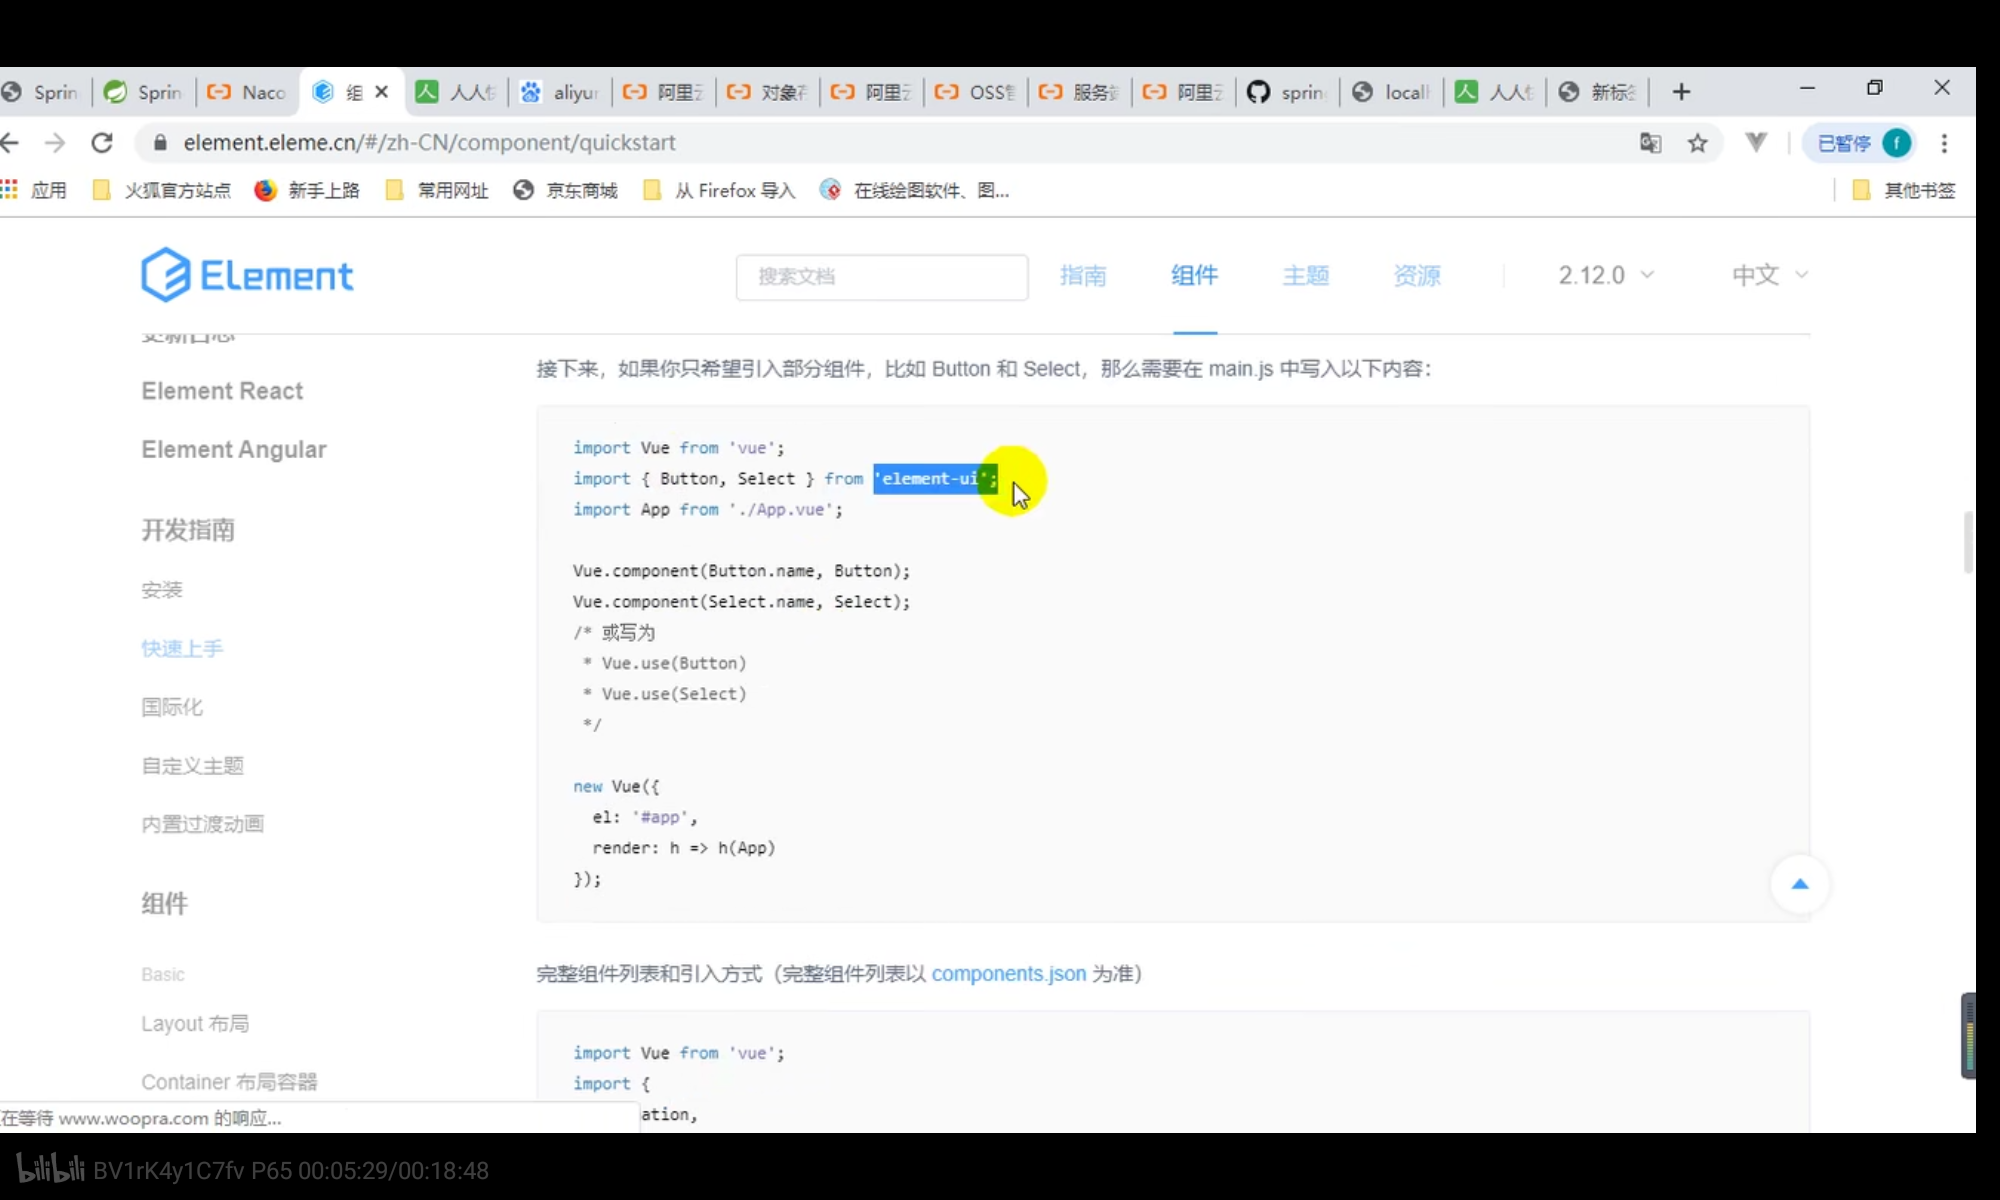 Sprin
Sprin
Naco
组
人人
aliyun
阿里
对象
阿里
OSS
服务
阿里
sprin
local
人人
新标
element.eleme.cn/#/zh-CN/component/quickstart
已暂停
f
应用
火狐官方站点
新手上路
常用网址
京东商城
从 Firefox 导入
在线绘图软件、图...
其他书签
Element
搜索文档
指南
组件
主题
资源
2.12.0
中文
更新日志
Element React
Element Angular
开发指南
安装
快速上手
国际化
自定义主题
内置过渡动画
组件
Basic
Layout 布局
Container 布局容器
接下来，如果你只希望引入部分组件，比如 Button 和 Select，那么需要在 main.js 中写入以下内容：
import Vue from 'vue';
import { Button, Select } from 'element-ui';
import App from './App.vue';
Vue.component(Button.name, Button);
Vue.component(Select.name, Select);
/* 或写为
 * Vue.use(Button)
 * Vue.use(Select)
 */
new Vue({
  el: '#app',
  render: h => h(App)
});
完整组件列表和引入方式（完整组件列表以 components.json 为准）
import Vue from 'vue';
import {
ation,
在等待 www.woopra.com 的响应...
bilibili BV1rK4y1C7fv P65 00:05:29/00:18:48